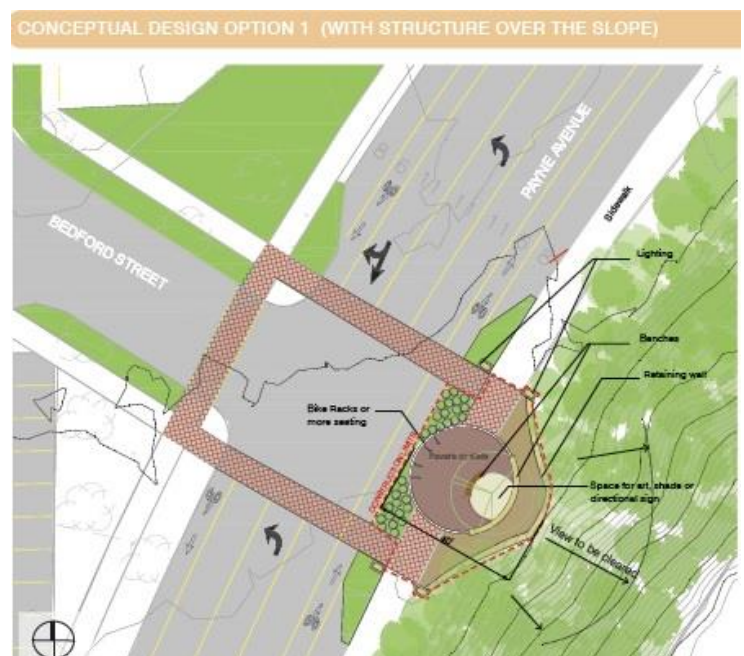 CONCEPTUAL DESIGN OPTION 1 (WITH STRUCTURE OVER THE SLOPE)
PAYNE AVENUE
BEDFORD STREET
Sidewalk
Lighting
Benches
Retaining wall
Bike Racks or
more seating
Space for art, shade or
directional sign
View to be cleared